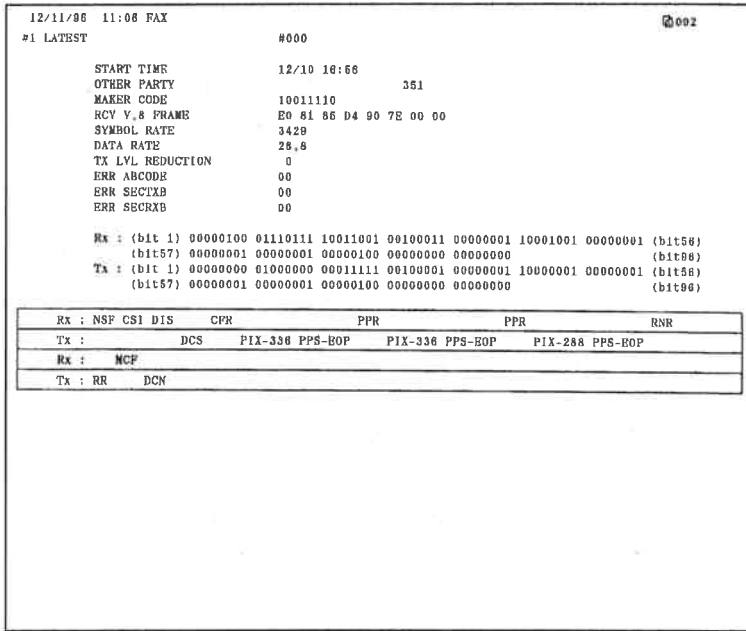 12/11/96 11:06 FAX 002
#1 LATEST #000
START TIME 12/10 16:56
OTHER PARTY 351
MAKER CODE 10011110
RCV V.8 FRAME E0 81 85 D4 90 7E 00 00
SYMBOL RATE 3429
DATA RATE 28.8
TX LVL REDUCTION 0
ERR ABCODE 00
ERR SECTXB 00
ERR SECRXB 00
Rx : (bit 1) 00000100 01110111 10011001 00100011 00000001 10001001 00000001 (bit56)
(bit57) 00000001 00000001 00000100 00000000 00000000 (bit96)
Tx : (bit 1) 00000000 01000000 00011111 00100001 00000001 10000001 00000001 (bit56)
(bit57) 00000001 00000001 00000100 00000000 00000000 (bit96)
Rx : NSF CSI DIS CFR PPR PPR RNR
Tx : DCS PIX-336 PPS-EOP PIX-336 PPS-EOP PIX-288 PPS-EOP
Rx : MCF
Tx : RR DCN